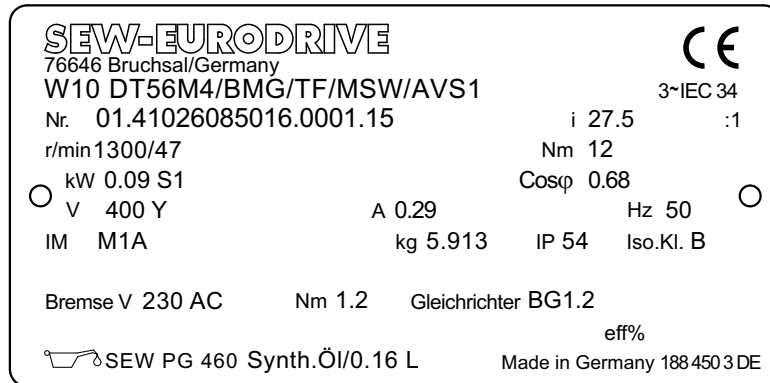 SEW-EURODRIVE
76646 Bruchsal/Germany
CE
W10 DT56M4/BMG/TF/MSW/AVS1 3~IEC 34
Nr. 01.41026085016.0001.15 i 27.5 :1
r/min 1300/47 Nm 12
kW 0.09 S1 Cosφ 0.68
V 400 Y A 0.29 Hz 50
IM M1A kg 5.913 IP 54 Iso.Kl. B
Bremse V 230 AC Nm 1.2 Gleichrichter BG1.2
eff%
SEW PG 460 Synth.Öl/0.16 L Made in Germany 188 450 3 DE